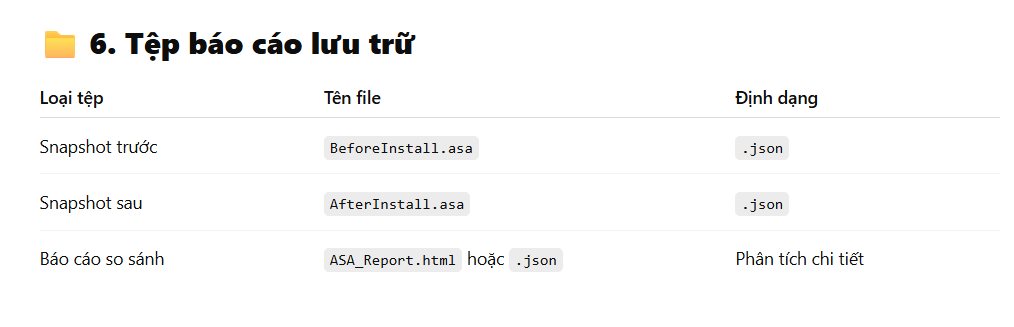 6. Tệp báo cáo lưu trữ
Loại tệp Tên file Định dạng
Snapshot trước BeforeInstall.asa .json
Snapshot sau AfterInstall.asa .json
Báo cáo so sánh ASA_Report.html hoặc .json Phân tích chi tiết